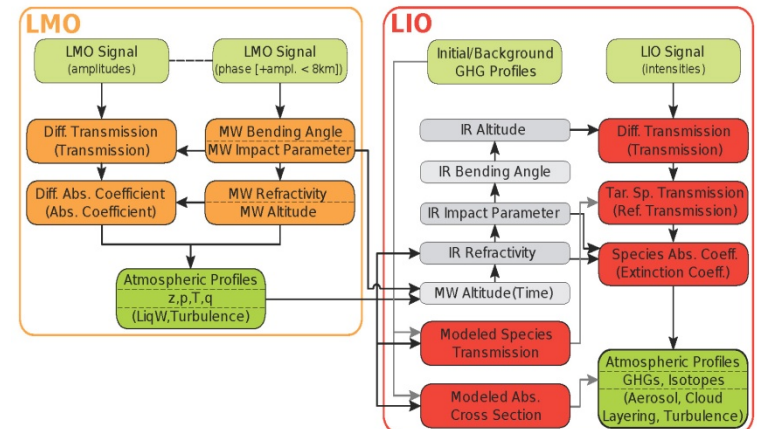 LMO
LMO Signal
(amplitudes)
LMO Signal
(phase [+ampl. < 8km])
Diff. Transmission
(Transmission)
MW Bending Angle
MW Impact Parameter
Diff. Abs. Coefficient
(Abs. Coefficient)
MW Refractivity
MW Altitude
Atmospheric Profiles
z,p,T,q
(LiqW,Turbulence)
LIO
Initial/Background
GHG Profiles
LIO Signal
(intensities)
IR Altitude
IR Bending Angle
IR Impact Parameter
IR Refractivity
MW Altitude(Time)
Diff. Transmission
(Transmission)
Tar. Sp. Transmission
(Ref. Transmission)
Species Abs. Coeff.
(Extinction Coeff.)
Modeled Species
Transmission
Modeled Abs.
Cross Section
Atmospheric Profiles
GHGs, Isotopes
(Aerosol, Cloud
Layering, Turbulence)